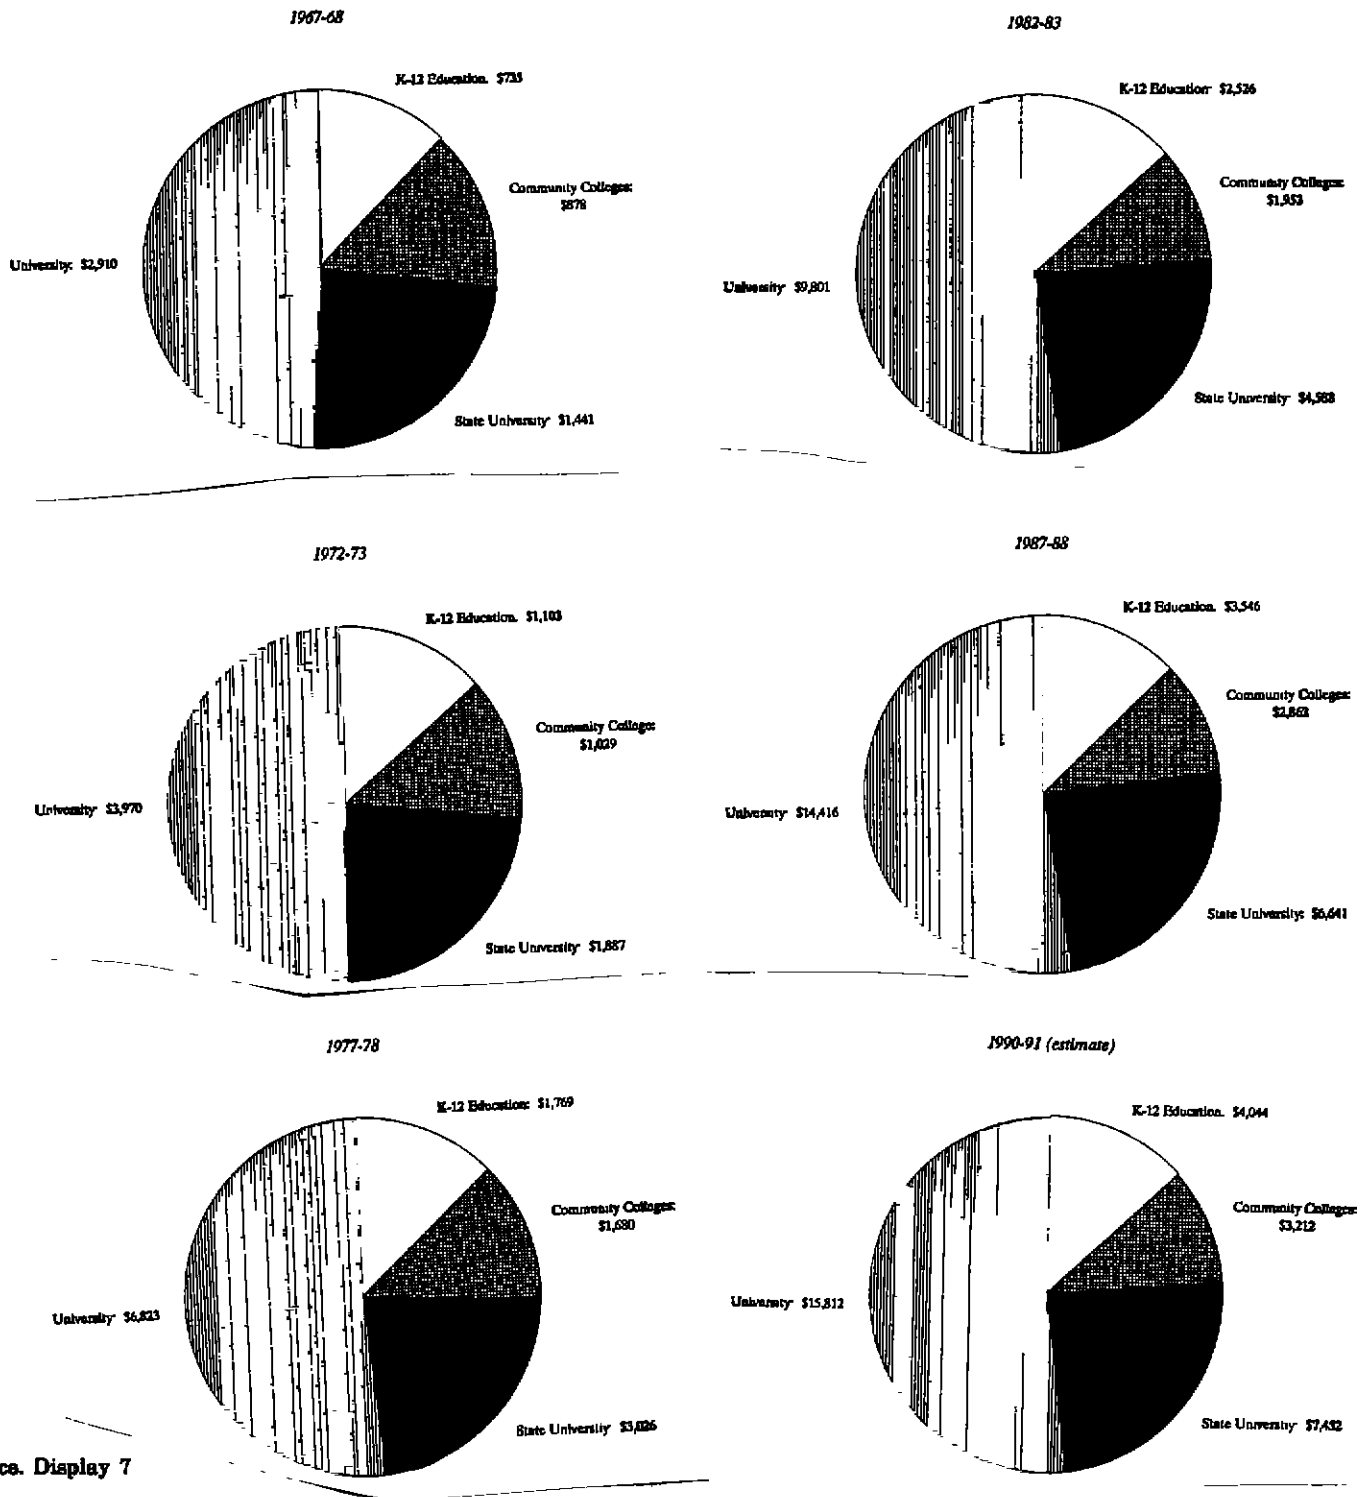 1967-68
K-12 Education. $735
Community Colleges:
$878
University: $2,910
State University $1,441
1982-83
K-12 Education $2,526
Community Colleges:
$1,953
University $9,801
State University $4,588
1972-73
K-12 Education. $1,103
Community College:
$1,029
University $3,970
State University $1,887
1987-88
K-12 Education. $3,546
Community Colleges:
$2,862
University $14,416
State University: $6,641
1977-78
K-12 Education: $1,769
Community Colleges:
$1,680
University $6,823
State University $3,026
1990-91 (estimate)
K-12 Education. $4,044
Community Colleges:
$3,212
University $15,812
State University $7,452
ce. Display 7